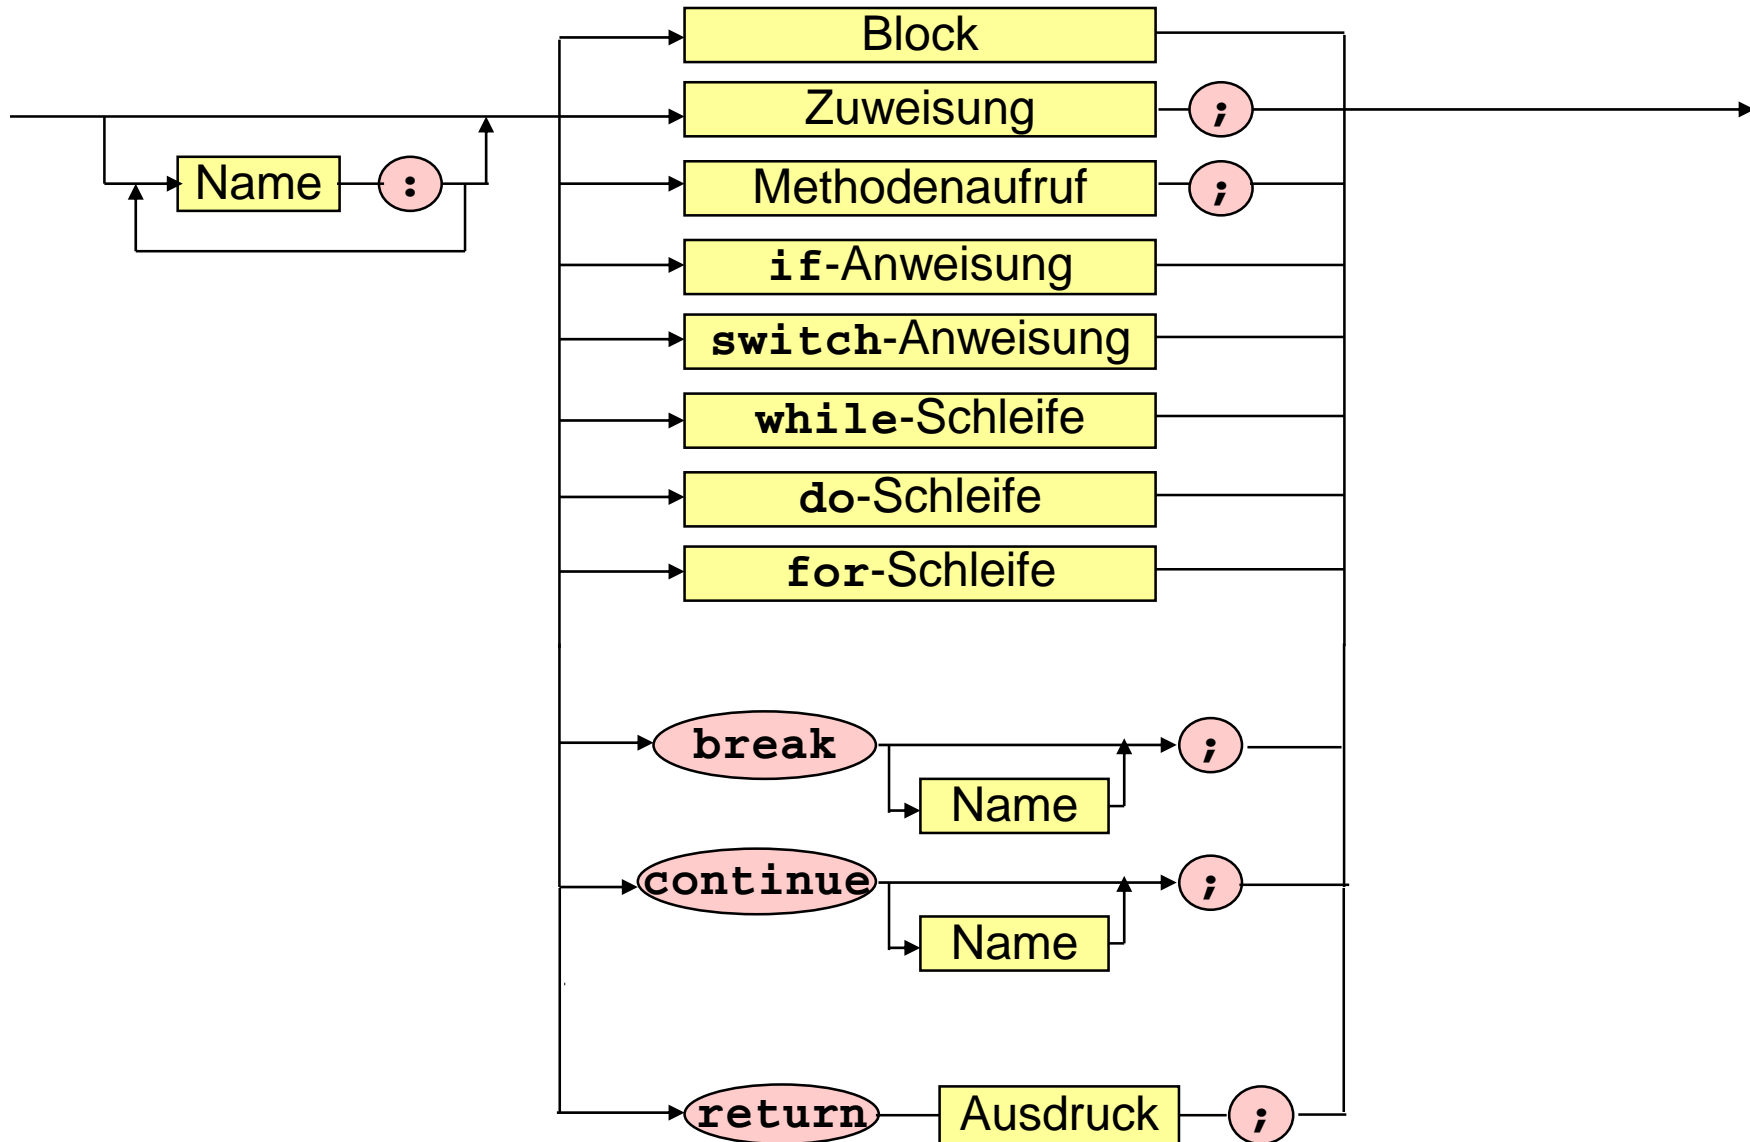 Block
Zuweisung ;
Name :
Methodenaufruf ;
if-Anweisung
switch-Anweisung
while-Schleife
do-Schleife
for-Schleife
break ;
Name
continue ;
Name
return Ausdruck ;